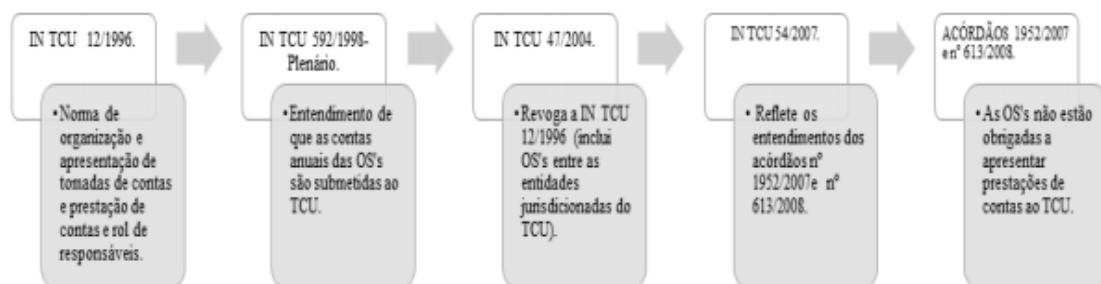 IN TCU 12/1996.
• Norma de
organização e
apresentação de
tomadas de contas
e prestação de
contas e rol de
responsáveis.
IN TCU 592/1998-
Plenário.
• Entendimento de
que as contas
anuais das OS's
são submetidas ao
TCU.
IN TCU 47/2004.
• Revoga a IN TCU
12/1996 (inclui
OS's entre as
entidades
jurisdicionadas do
TCU).
IN TCU 54/2007.
• Reflete os
entendimentos dos
acórdãos nº
1952/2007e nº
613/2008.
ACÓRDÃOS 1952/2007
e nº 613/2008.
• As OS's não estão
obrigadas a
apresentar
prestações de
contas ao TCU.